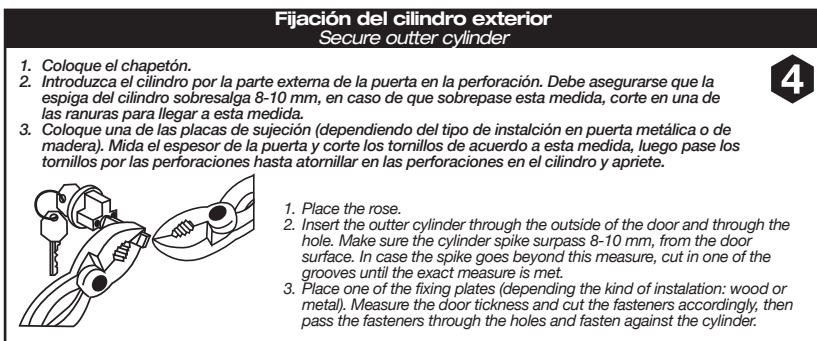 Fijación del cilindro exterior
Secure outter cylinder
4
1. Coloque el chapetón.
2. Introduzca el cilindro por la parte externa de la puerta en la perforación. Debe asegurarse que la
espiga del cilindro sobresalga 8-10 mm, en caso de que sobrepase esta medida, corte en una de
las ranuras para llegar a esta medida.
3. Coloque una de las placas de sujeción (dependiendo del tipo de instalción en puerta metálica o de
madera). Mida el espesor de la puerta y corte los tornillos de acuerdo a esta medida, luego pase los
tornillos por las perforaciones hasta atornillar en las perforaciones en el cilindro y apriete.
1. Place the rose.
2. Insert the outter cylinder through the outside of the door and through the
hole. Make sure the cylinder spike surpass 8-10 mm, from the door
surface. In case the spike goes beyond this measure, cut in one of the
grooves until the exact measure is met.
3. Place one of the fixing plates (depending the kind of instalation: wood or
metal). Measure the door tickness and cut the fasteners accordingly, then
pass the fasteners through the holes and fasten against the cylinder.